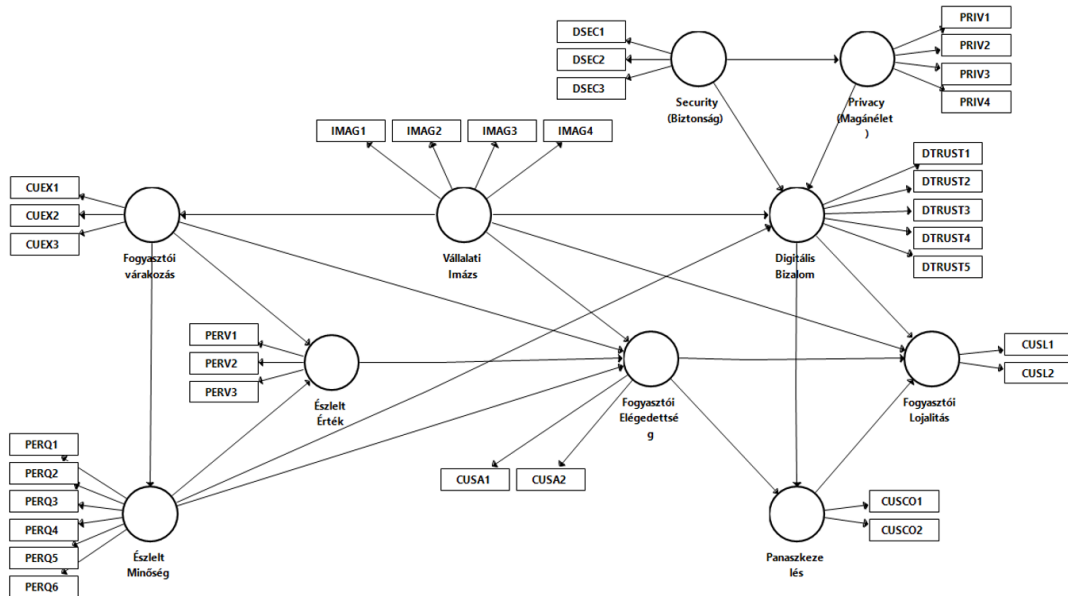 DSEC1
DSEC2
DSEC3
Security
(Biztonság)
PRIV1
PRIV2
PRIV3
PRIV4
Privacy
(Magánélet
)
IMAG1
IMAG2
IMAG3
IMAG4
Vállalati
Imázs
DTRUST1
DTRUST2
DTRUST3
DTRUST4
DTRUST5
Digitális
Bizalom
CUEX1
CUEX2
CUEX3
Fogyasztói
várakozás
PERV1
PERV2
PERV3
Észlelt
Érték
Fogyasztói
Elégedettsé
g
CUSL1
CUSL2
Fogyasztói
Lojalitás
PERQ1
PERQ2
PERQ3
PERQ4
PERQ5
PERQ6
Észlelt
Minőség
CUSA1
CUSA2
CUSCO1
CUSCO2
Panaszkeze
lés